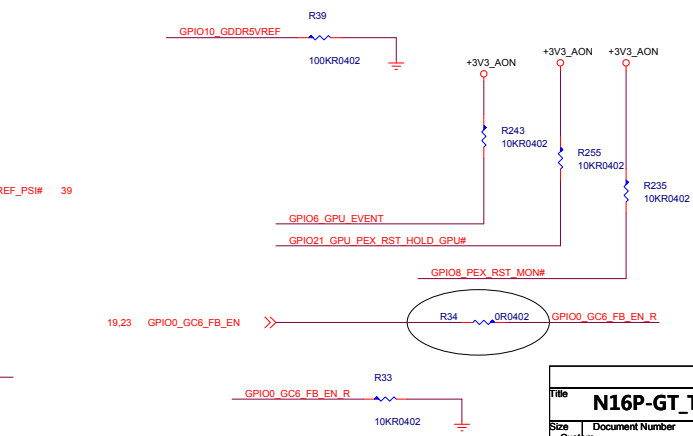 R39
GPIO10_GDDR5VREF
100KR0402
+3V3_AON
+3V3_AON
+3V3_AON
R243
10KR0402
R255
10KR0402
R235
10KR0402
REF_PSI# 39
GPIO6_GPU_EVENT
GPIO21_GPU_PEX_RST_HOLD_GPU#
GPIO8_PEX_RST_MON#
19,23 GPIO0_GC6_FB_EN
R34
0R0402
GPIO0_GC6_FB_EN_R
R33
GPIO0_GC6_FB_EN_R
10KR0402
Title
N16P-GT_
Size Document Number